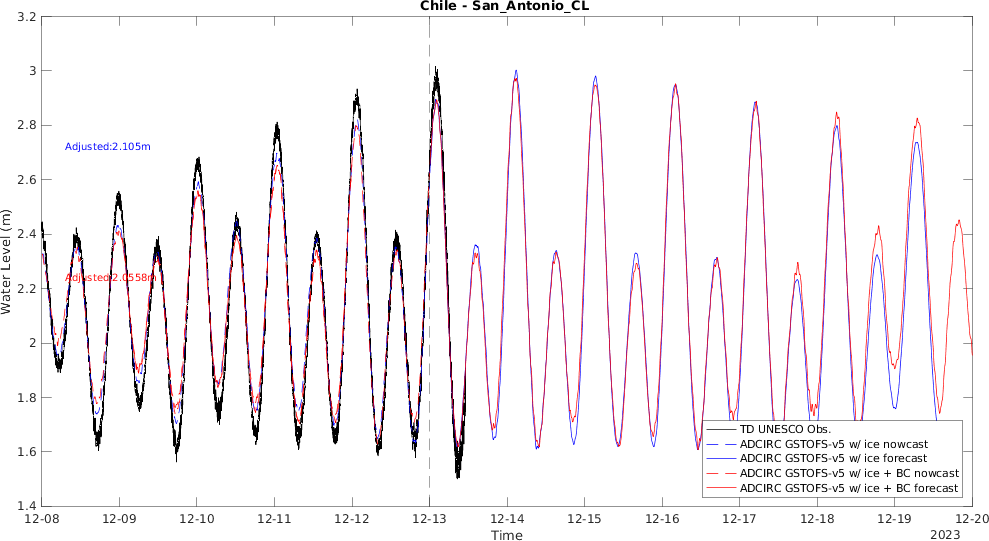 Chile - San_Antonio_CL
3.2
3
2.8
2.6
2.4
2.2
2
1.8
1.6
1.4
Water Level (m)
Adjusted:2.105m
Adjusted:2.0558m
TD UNESCO Obs.
ADCIRC GSTOFS-v5 w/ ice nowcast
ADCIRC GSTOFS-v5 w/ ice forecast
ADCIRC GSTOFS-v5 w/ ice + BC nowcast
ADCIRC GSTOFS-v5 w/ ice + BC forecast
12-08 12-09 12-10 12-11 12-12 12-13 12-14 12-15 12-16 12-17 12-18 12-19 12-20
Time
2023